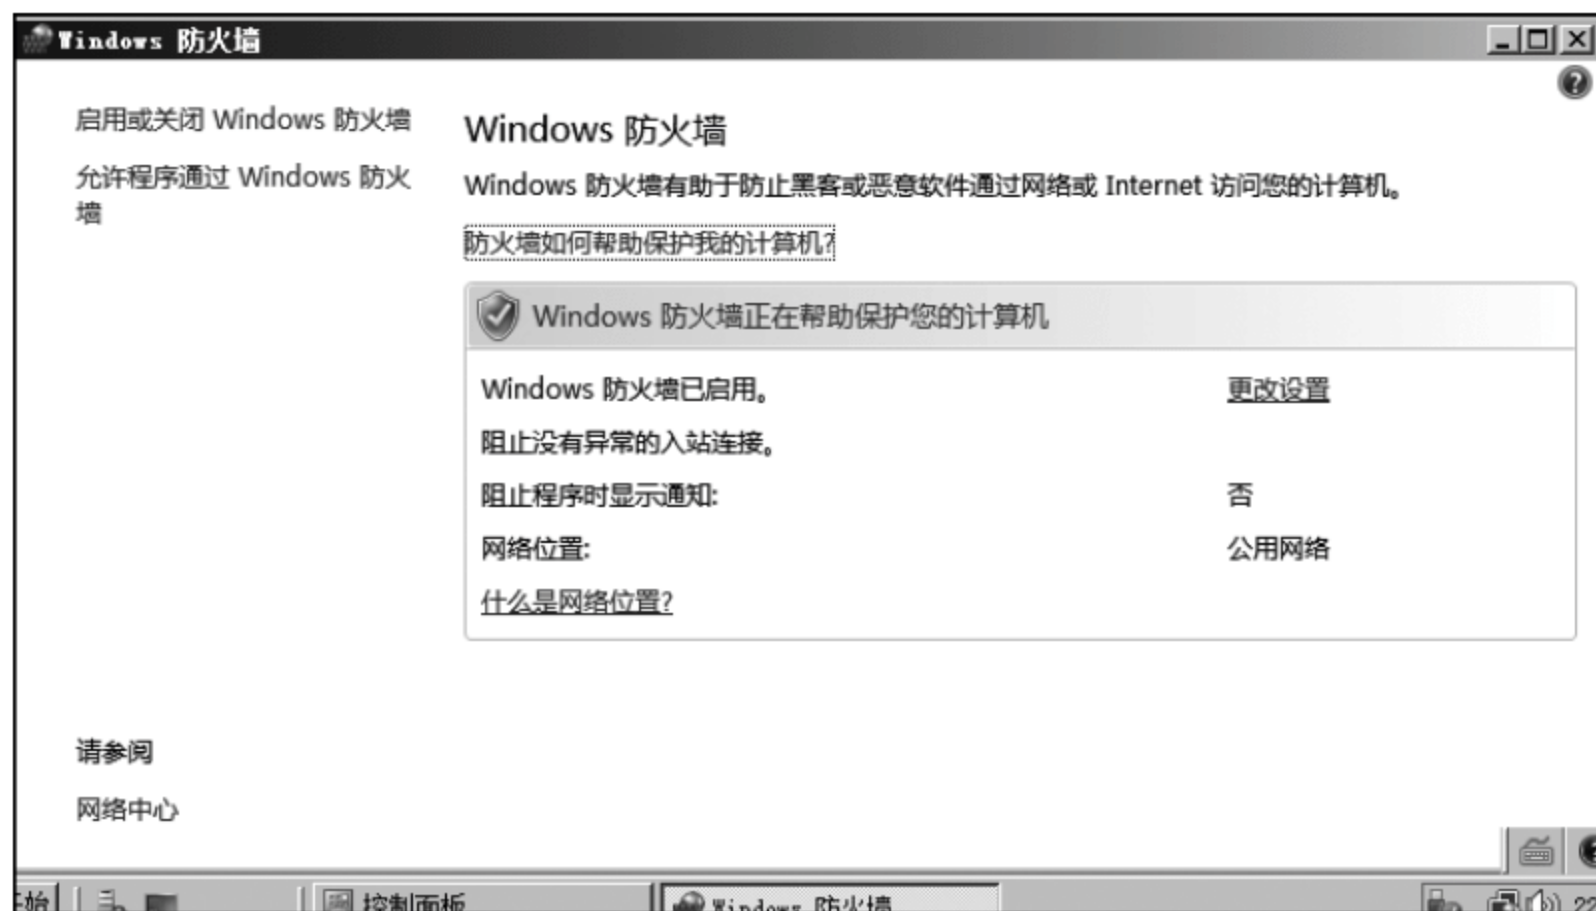 Windows 防火墙
启用或关闭 Windows 防火墙
允许程序通过 Windows 防火
墙
Windows 防火墙
Windows 防火墙有助于防止黑客或恶意软件通过网络或 Internet 访问您的计算机。
防火墙如何帮助保护我的计算机?
Windows 防火墙正在帮助保护您的计算机
Windows 防火墙已启用。 更改设置
阻止没有异常的入站连接。
阻止程序时显示通知: 否
网络位置: 公用网络
什么是网络位置?
请参阅
网络中心
始 控制面板 Windows 防火墙 22